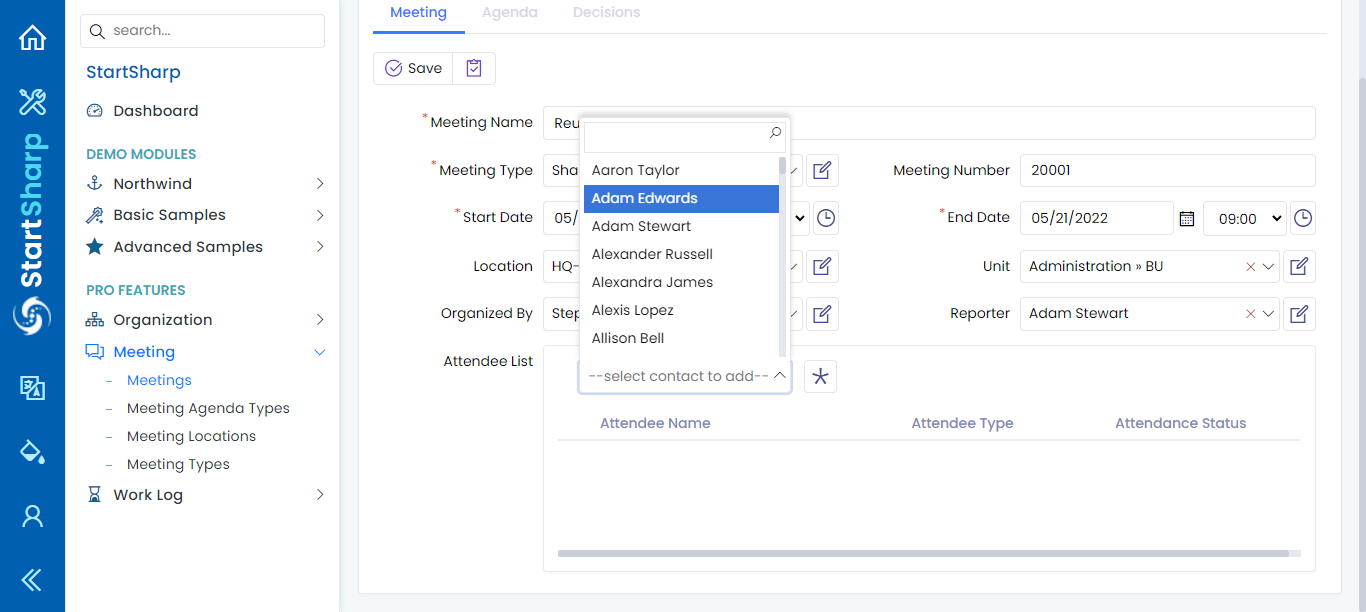 StartSharp
search...
StartSharp
Dashboard
DEMO MODULES
Northwind
Basic Samples
Advanced Samples
PRO FEATURES
Organization
Meeting
Meetings
Meeting Agenda Types
Meeting Locations
Meeting Types
Work Log
Meeting Agenda Decisions
Save
*Meeting Name Reu
*Meeting Type Sha
Meeting Number 20001
*Start Date 05/
*End Date 05/21/2022 09:00
Location HQ-
Unit Administration » BU
Organized By Step
Reporter Adam Stewart
Attendee List
Aaron Taylor
Adam Edwards
Adam Stewart
Alexander Russell
Alexandra James
Alexis Lopez
Allison Bell
--select contact to add--
Attendee Name Attendee Type Attendance Status